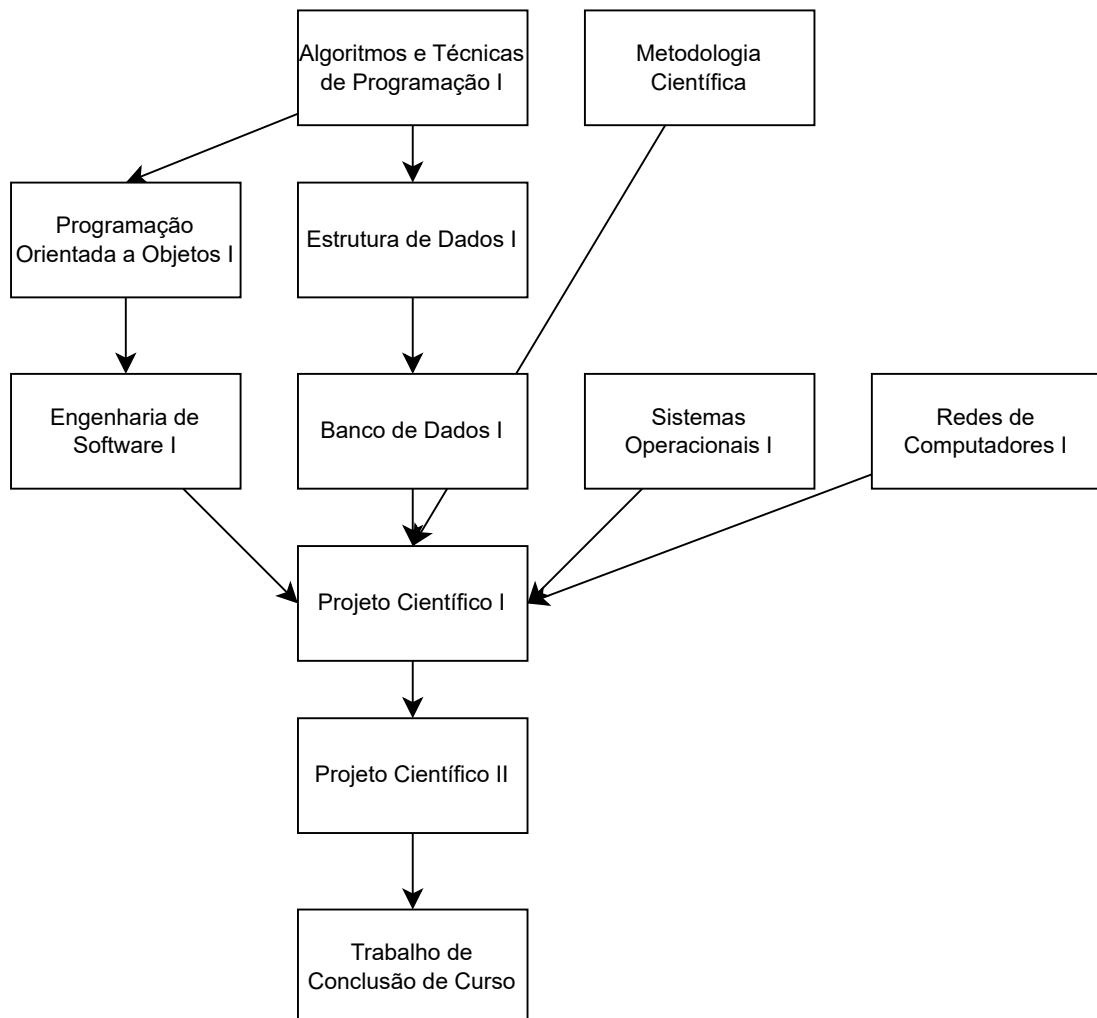 Algoritmos e Técnicas
de Programação I
Metodologia
Científica
Programação
Orientada a Objetos I
Estrutura de Dados I
Engenharia de
Software I
Banco de Dados I
Sistemas
Operacionais I
Redes de
Computadores I
Projeto Científico I
Projeto Científico II
Trabalho de
Conclusão de Curso